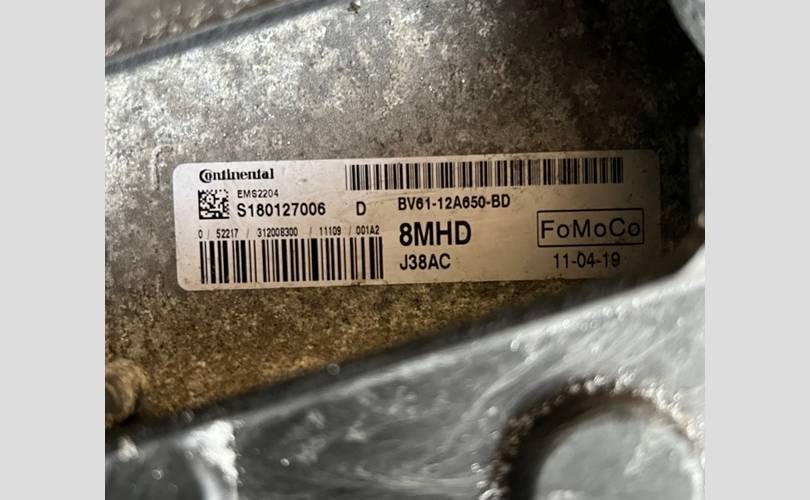 Continental
EMS2204
S180127006 D BV61-12A650-BD
0 / 52217 / 312008300 / 11109 / 001A2
8MHD FoMoCo
J38AC 11-04-19